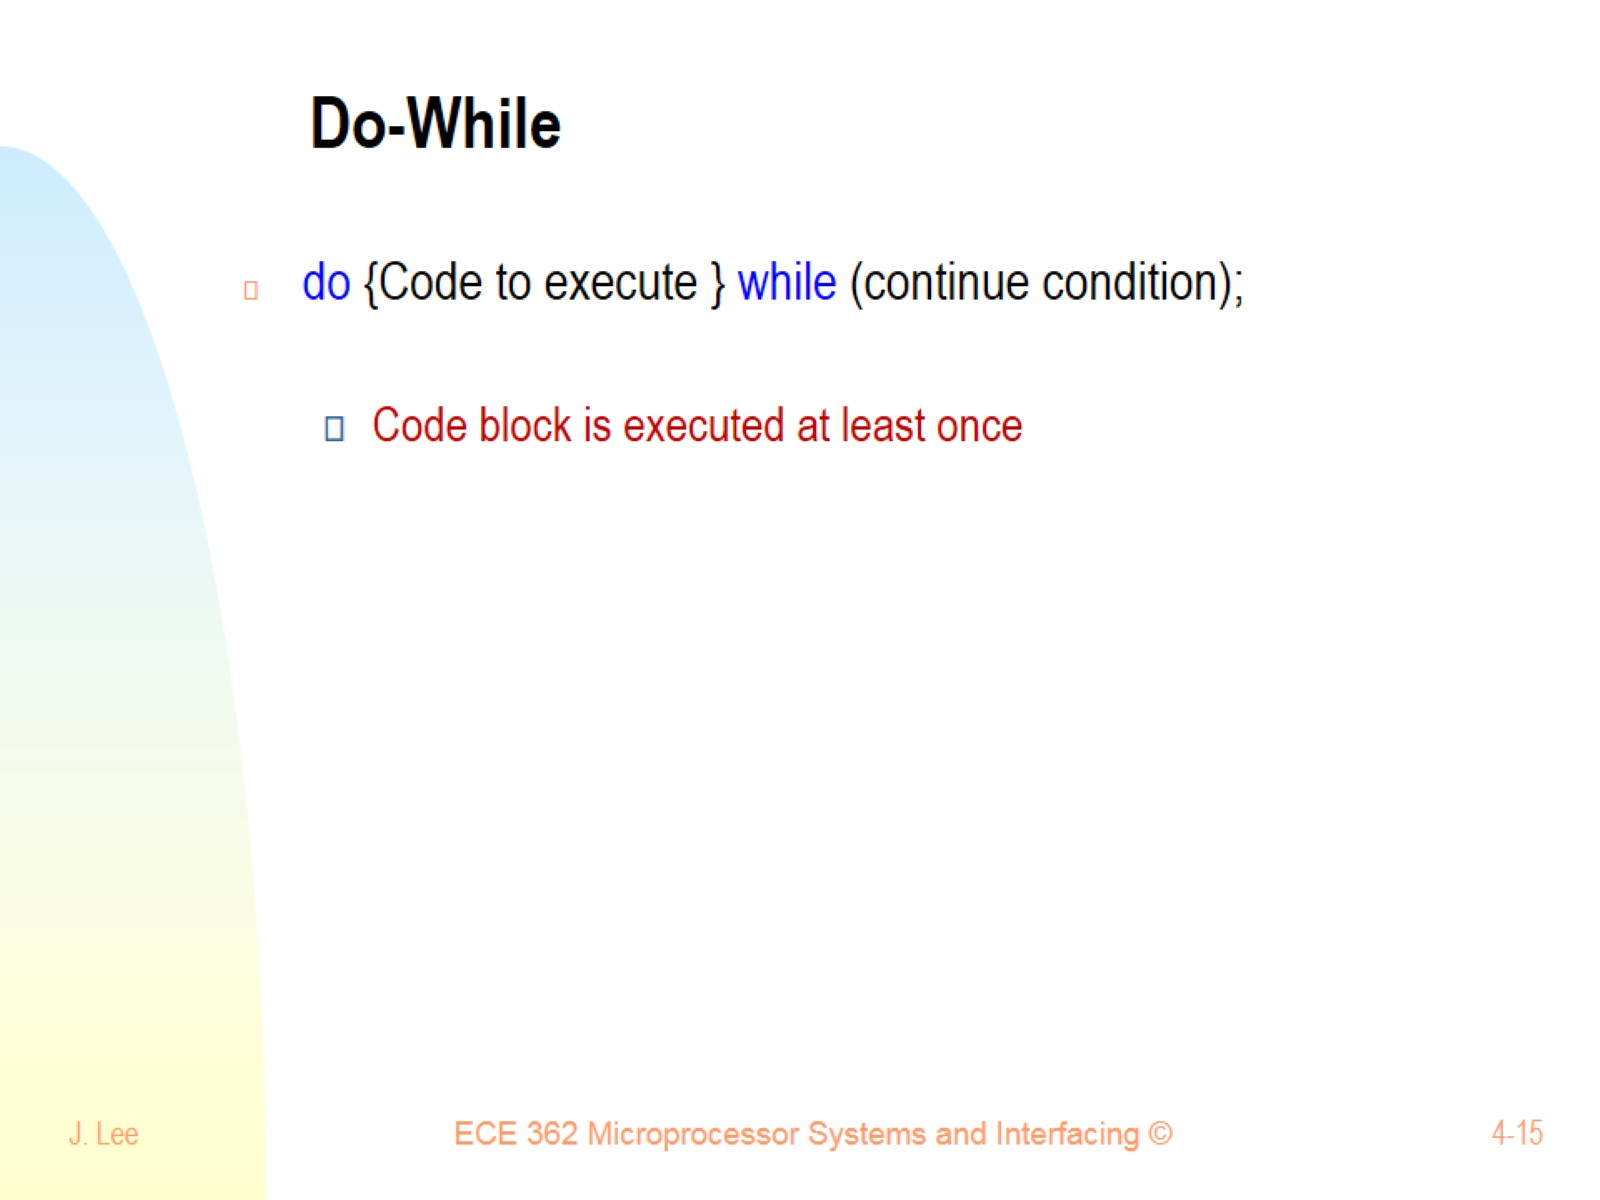 Do-While
do {Code to execute } while (continue condition);
Code block is executed at least once
J. Lee
ECE 362 Microprocessor Systems and Interfacing ©
4-15